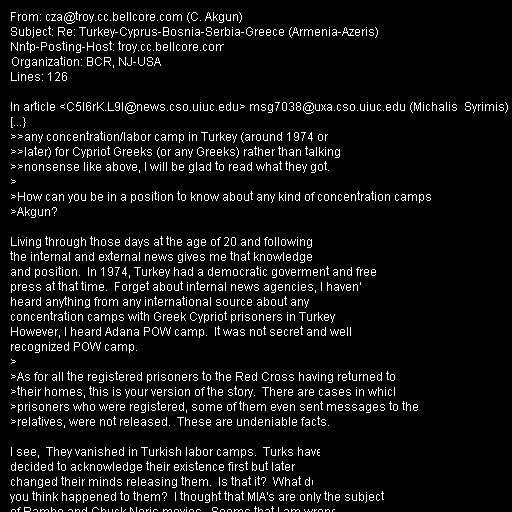 From: cza@troy.cc.bellcore.com (C. Akgun)
Subject: Re: Turkey-Cyprus-Bosnia-Serbia-Greece (Armenia-Azeris)
Nntp-Posting-Host: troy.cc.bellcore.com
Organization: BCR, NJ-USA
Lines: 126

In article <C5I6rK.L9I@news.cso.uiuc.edu> msg7038@uxa.cso.uiuc.edu (Michalis  Syrimis)
[...}
>>any concentration/labor camp in Turkey (around 1974 or
>>later) for Cypriot Greeks (or any Greeks) rather than talking
>>nonsense like above, I will be glad to read what they got.
>
>How can you be in a position to know about any kind of concentration camps
>Akgun?

Living through those days at the age of 20 and following
the internal and external news gives me that knowledge
and position.  In 1974, Turkey had a democratic goverment and free
press at that time.  Forget about internal news agencies, I haven'
heard anything from any international source about any
concentration camps with Greek Cypriot prisoners in Turkey
However, I heard Adana POW camp.  It was not secret and well
recognized POW camp.
>
>As for all the registered prisoners to the Red Cross having returned to
>their homes, this is your version of the story.  There are cases in which
>prisoners who were registered, some of them even sent messages to the
>relatives, were not released.  These are undeniable facts.

I see,  They vanished in Turkish labor camps.  Turks have
decided to acknowledge their existence first but later
changed their minds releasing them.  Is that it?  What
you think happened to them?  I thought that MIA's are only the subject
of Rambo and Chuck Noris movies.  Seems that I am wrong